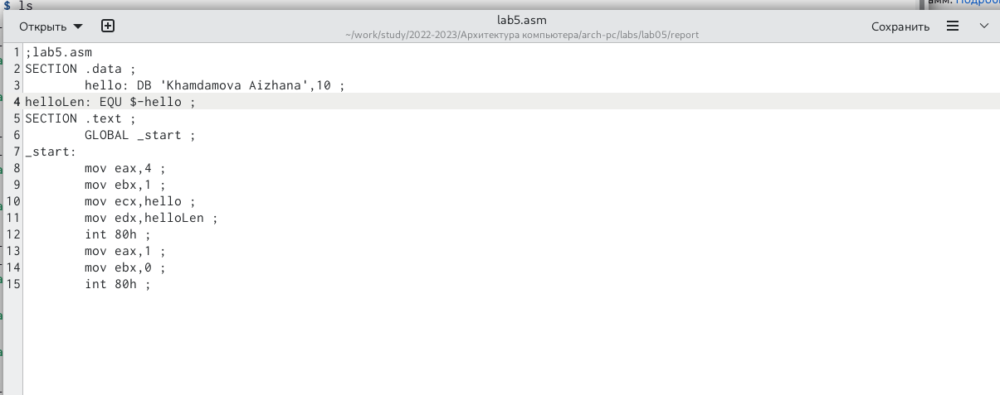 $ ls
Открыть
lab5.asm
~/work/study/2022-2023/Архитектура компьютера/arch-pc/labs/lab05/report
Сохранить
1 ;lab5.asm
2 SECTION .data ;
3 hello: DB 'Khamdamova Aizhana',10 ;
4 helloLen: EQU $-hello ;
5 SECTION .text ;
6 GLOBAL _start ;
7 _start:
8 mov eax,4 ;
9 mov ebx,1 ;
10 mov ecx,hello ;
11 mov edx,helloLen ;
12 int 80h ;
13 mov eax,1 ;
14 mov ebx,0 ;
15 int 80h ;